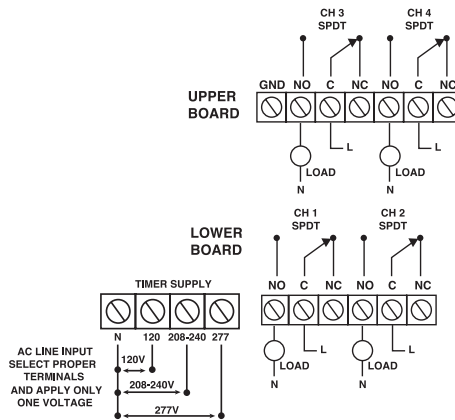 CH 3 CH 4
SPDT SPDT
GND NO C NC NO C NC
UPPER
BOARD
L L
LOAD LOAD
N N
CH 1 CH 2
SPDT SPDT
LOWER
BOARD
NO C NC NO C NC
TIMER SUPPLY
N 120 208-240 277
L L
LOAD LOAD
N N
AC LINE INPUT
SELECT PROPER
TERMINALS
AND APPLY ONLY
ONE VOLTAGE
120V
208-240V
277V